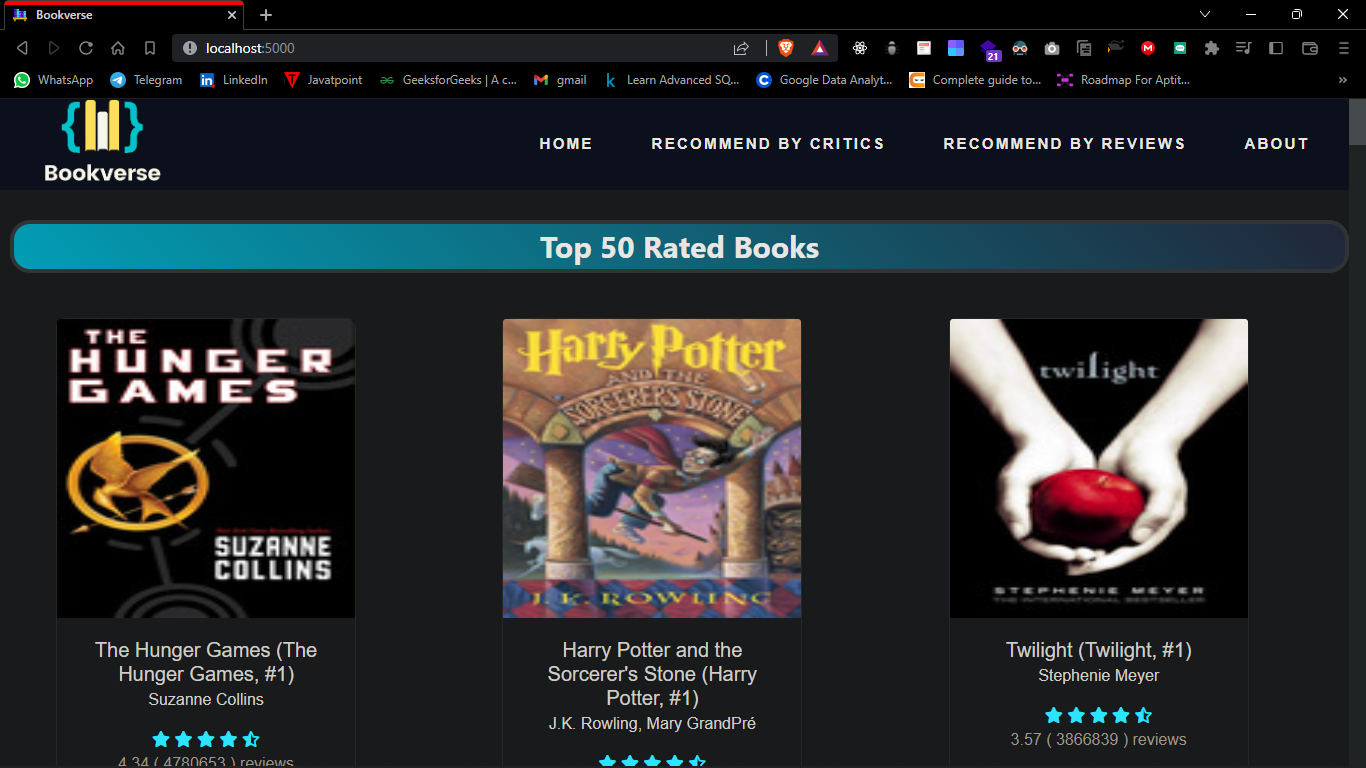 Bookverse
localhost:5000
21
WhatsApp
Telegram
LinkedIn
Javatpoint
GeeksforGeeks | A c...
gmail
Learn Advanced SQ...
Google Data Analyt...
Complete guide to...
Roadmap For Aptit...
Bookverse
HOME
RECOMMEND BY CRITICS
RECOMMEND BY REVIEWS
ABOUT
Top 50 Rated Books
THE
HUNGER
GAMES
SUZANNE
COLLINS
Harry Potter
AND THE
SORCERER'S STONE
J. K. ROWLING
twilight
STEPHENIE MEYER
THE INTERNATIONAL BESTSELLER
The Hunger Games (The
Hunger Games, #1)
Suzanne Collins
4.34 ( 4780653 ) reviews
Harry Potter and the
Sorcerer's Stone (Harry
Potter, #1)
J.K. Rowling, Mary GrandPré
Twilight (Twilight, #1)
Stephenie Meyer
3.57 ( 3866839 ) reviews